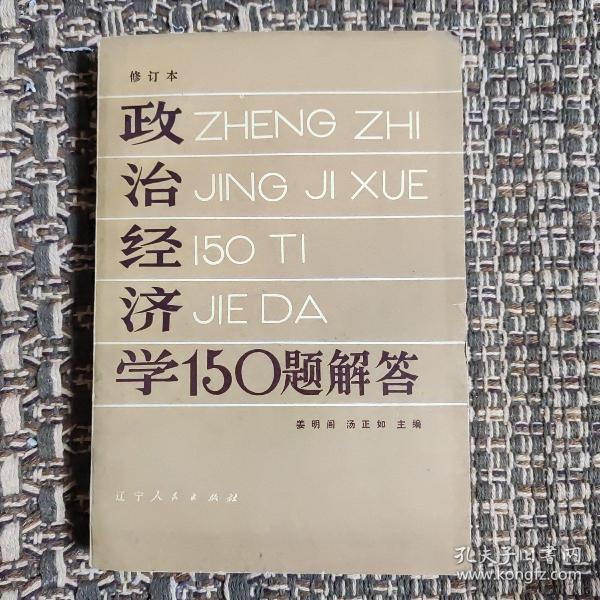 修订本
政 ZHENG ZHI
治 JING JI XUE
经 150 TI
济 JIE DA
学150题解答
姜明阁 汤正如 主编
辽宁人民出版社
孔夫子旧书网
www.kongfz.com